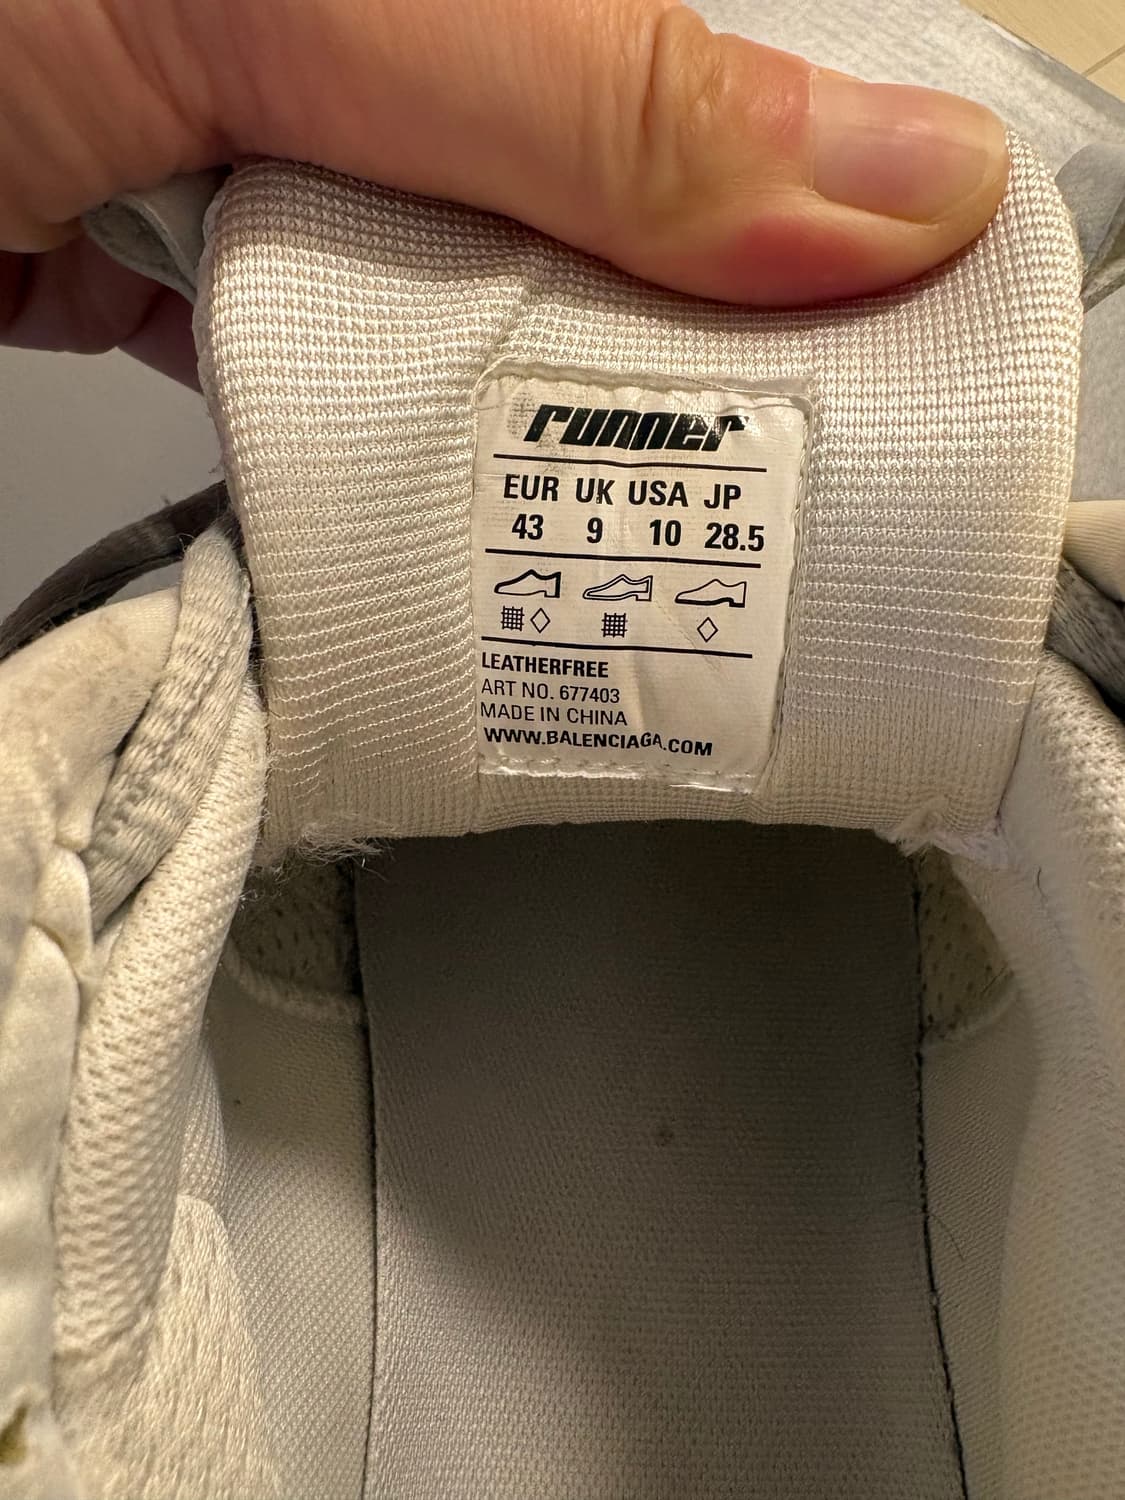 runner
EUR UK USA JP
43 9 10 28.5
LEATHERFREE
ART NO. 677403
MADE IN CHINA
WWW.BALENCIAGA.COM